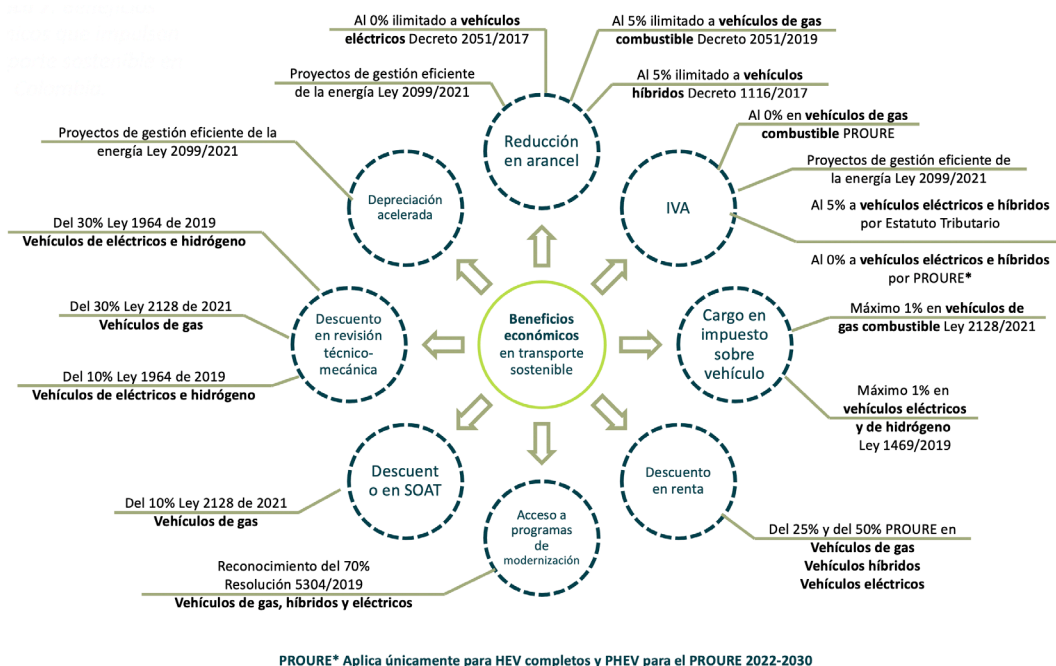 Al 0% ilimitado a vehículos
eléctricos Decreto 2051/2017
Al 5% ilimitado a vehículos de gas
combustible Decreto 2051/2019
Proyectos de gestión eficiente
de la energía Ley 2099/2021
Al 5% ilimitado a vehículos
híbridos Decreto 1116/2017
Reducción
en arancel
Al 0% en vehículos de gas
combustible PROURE
Proyectos de gestión eficiente de
la energía Ley 2099/2021
Al 5% a vehículos eléctricos e híbridos
por Estatuto Tributario
Al 0% a vehículos eléctricos e híbridos
por PROURE*
IVA
Proyectos de gestión eficiente de la
energía Ley 2099/2021
Depreciación
acelerada
Del 30% Ley 1964 de 2019
Vehículos de eléctricos e hidrógeno
Del 30% Ley 2128 de 2021
Vehículos de gas
Del 10% Ley 1964 de 2019
Vehículos de eléctricos e hidrógeno
Descuento
en revisión
técnico-
mecánica
Beneficios
económicos
en transporte
sostenible
Cargo en
impuesto
sobre
vehículo
Máximo 1% en vehículos de
gas combustible Ley 2128/2021
Máximo 1% en
vehículos eléctricos
y de hidrógeno
Ley 1469/2019
Descuent
o en SOAT
Del 10% Ley 2128 de 2021
Vehículos de gas
Acceso a
programas
de
modernización
Reconocimiento del 70%
Resolución 5304/2019
Vehículos de gas, híbridos y eléctricos
Descuento
en renta
Del 25% y del 50% PROURE en
Vehículos de gas
Vehículos híbridos
Vehículos eléctricos
PROURE* Aplica únicamente para HEV completos y PHEV para el PROURE 2022-2030